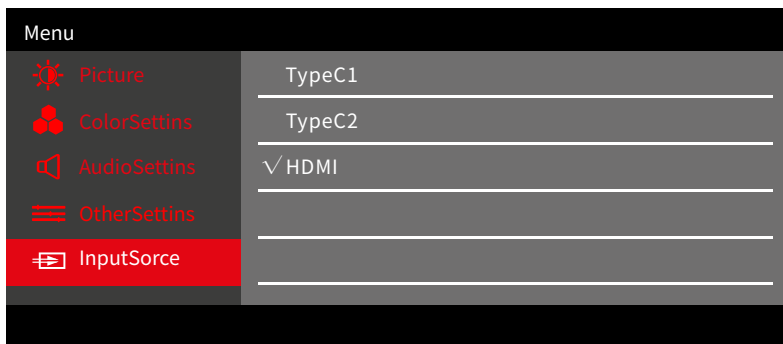 Menu
Picture
ColorSettins
AudioSettins
OtherSettins
InputSorce
TypeC1
TypeC2
√ HDMI